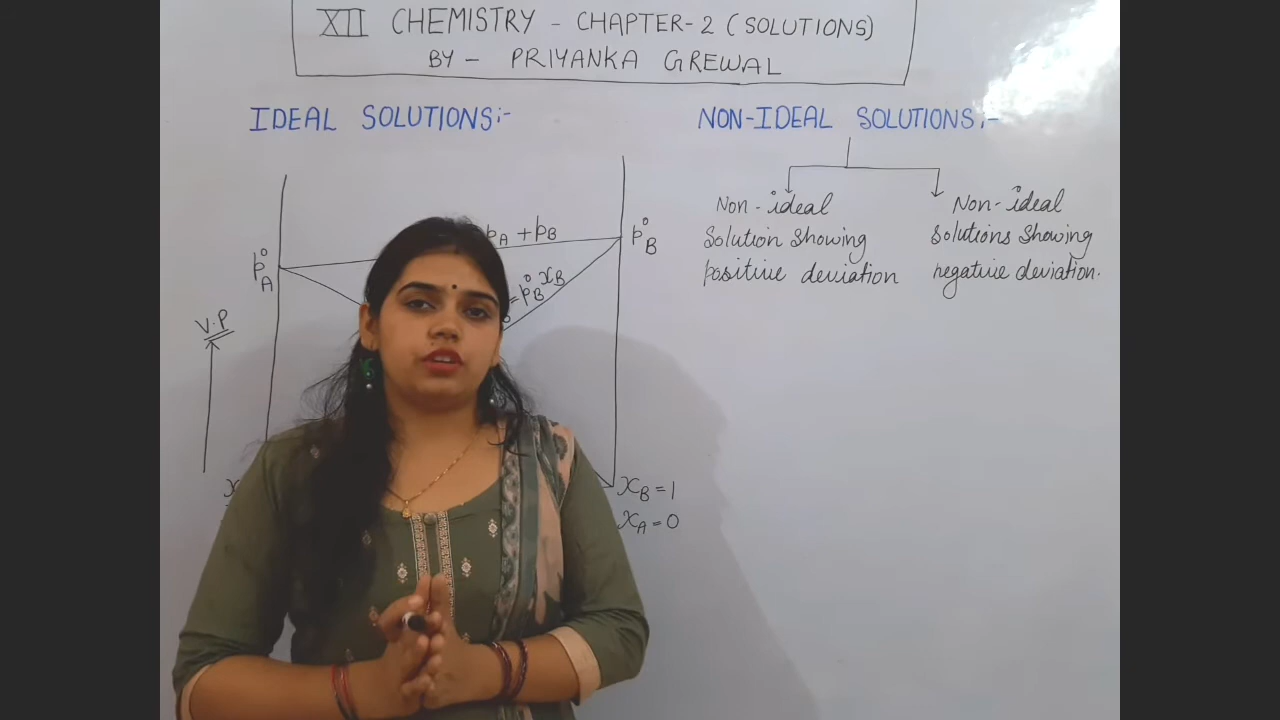 XII CHEMISTRY - CHAPTER-2 (SOLUTIONS)
BY - PRIYANKA GREWAL
IDEAL SOLUTIONS:-
NON-IDEAL SOLUTIONS:-
Non-ideal
Solution showing
positive deviation
Non-ideal
solutions showing
negative deviation.
p°A
pA + pB
p°B
= p°B xB
V.P
x
xB = 1
xA = 0